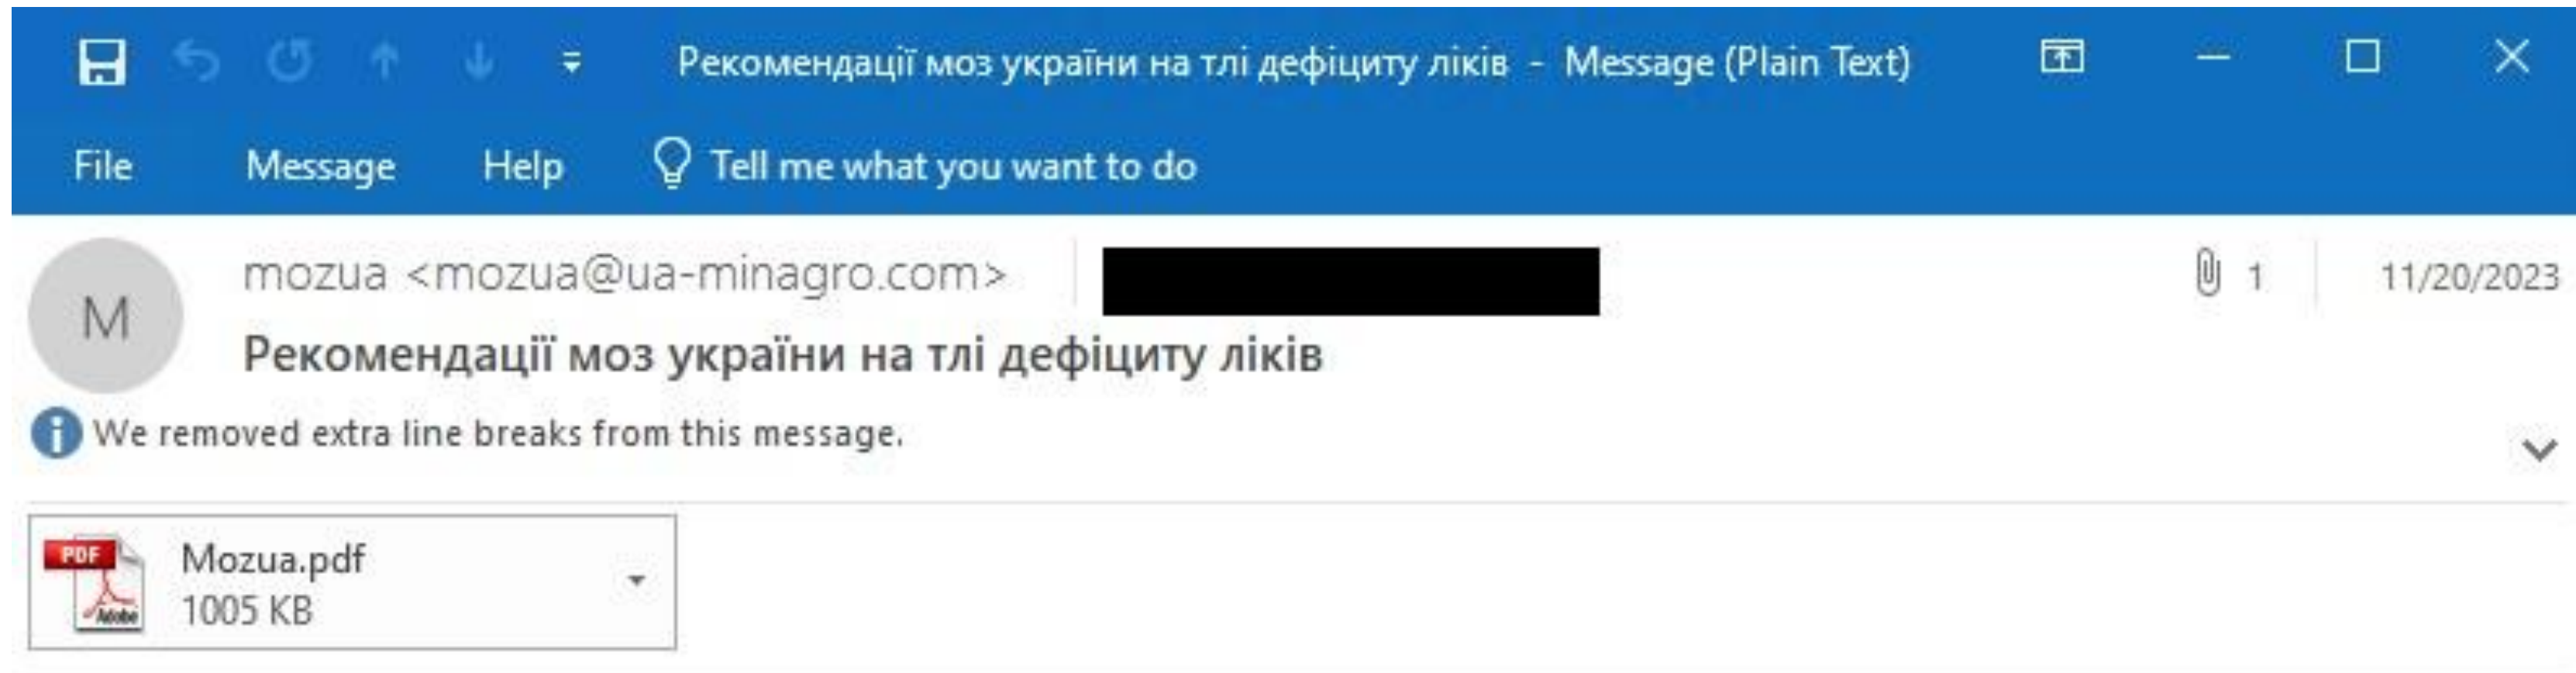 Рекомендації моз україни на тлі дефіциту ліків - Message (Plain Text)
File Message Help Tell me what you want to do
M
mozua <mozua@ua-minagro.com> 1 11/20/2023
Рекомендації моз україни на тлі дефіциту ліків
We removed extra line breaks from this message.
PDF Adobe
Mozua.pdf
1005 KB